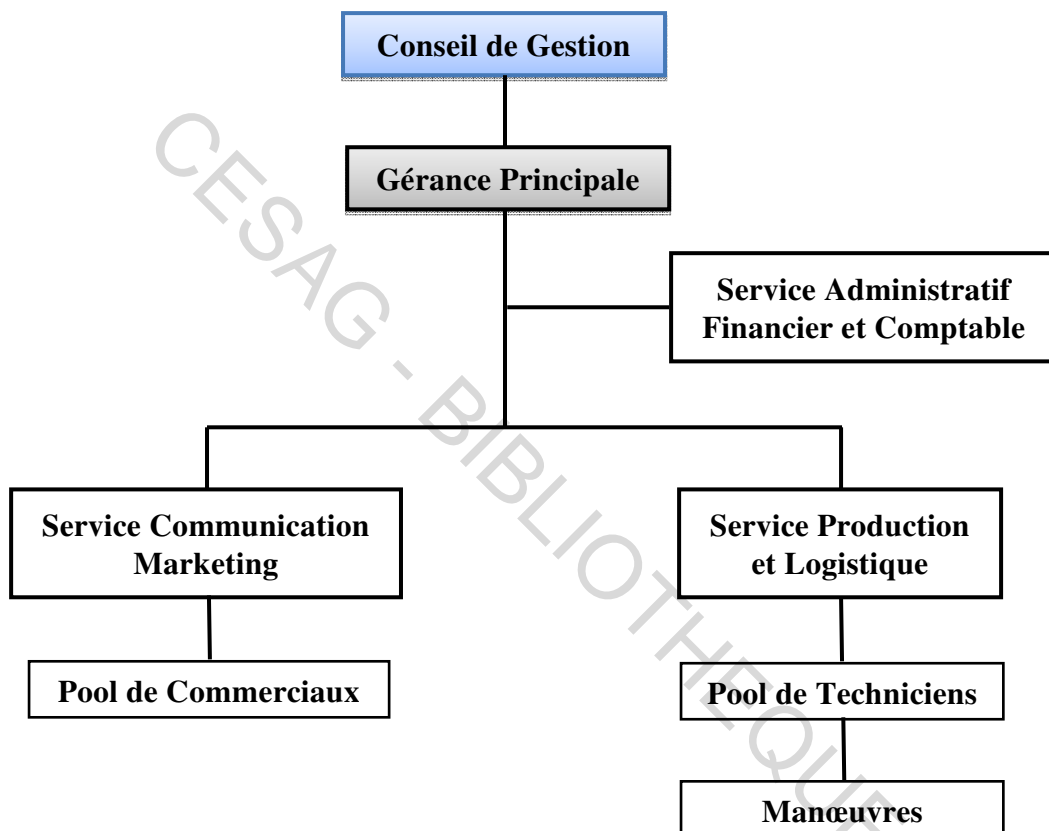 Conseil de Gestion
Gérance Principale
Service Administratif
Financier et Comptable
Service Communication
Marketing
Service Production
et Logistique
Pool de Commerciaux
Pool de Techniciens
Manœuvres
CESAG - BIBLIOTHEQUE